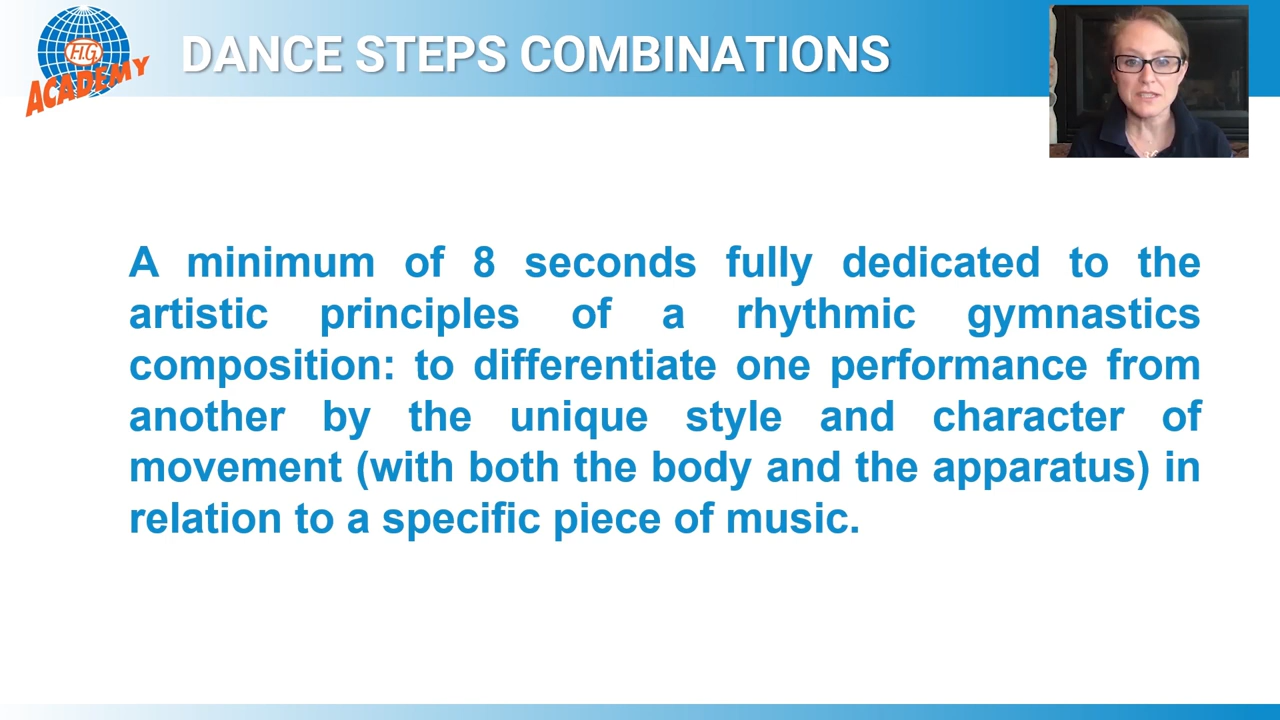 F.I.G.
ACADEMY
DANCE STEPS COMBINATIONS
A minimum of 8 seconds fully dedicated to the
artistic principles of a rhythmic gymnastics
composition: to differentiate one performance from
another by the unique style and character of
movement (with both the body and the apparatus) in
relation to a specific piece of music.